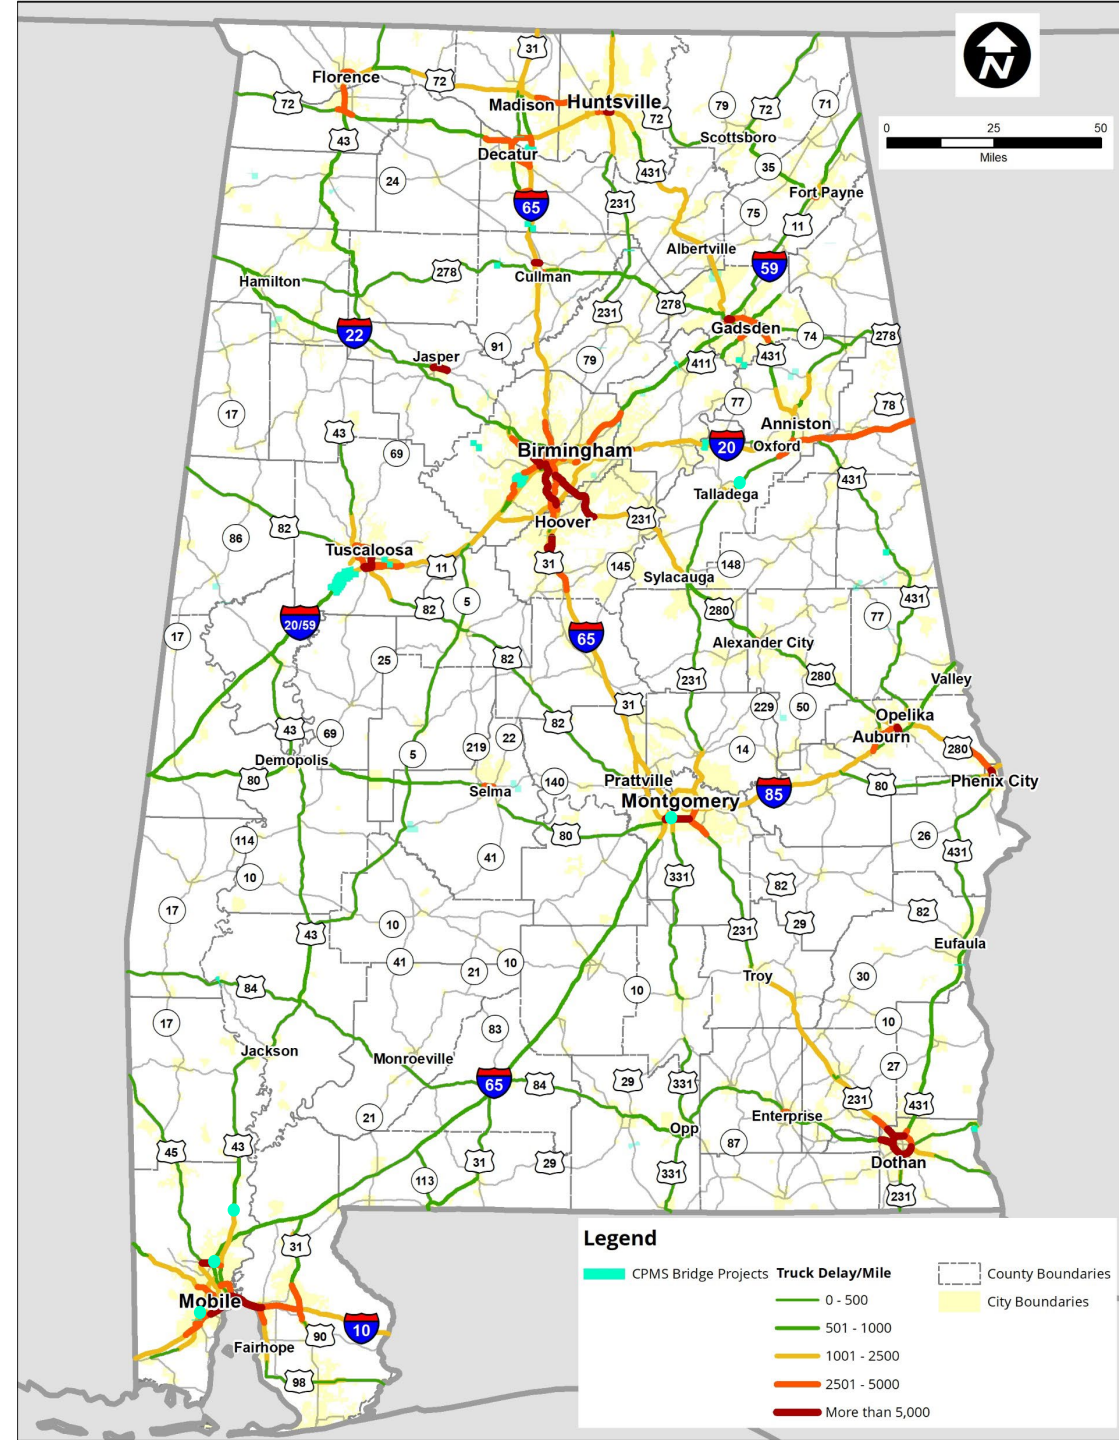 N
0 25 50
Miles
31
Florence
72
Madison
Huntsville
72
79
72
71
43
72
Scottsboro
Decatur
35
431
24
Fort Payne
65
231
75
11
Albertville
59
278
Cullman
Hamilton
278
231
Gadsden
22
91
74
278
Jasper
79
411
431
77
78
17
43
Anniston
Birmingham
20
Oxford
69
431
Talladega
82
Hoover
231
86
Tuscaloosa
11
31
145
148
Sylacauga
5
82
280
431
20/59
77
17
65
Alexander City
25
82
280
Valley
231
31
229
50
Opelika
43
69
82
22
219
5
14
Auburn
280
Demopolis
80
140
Prattville
Phenix City
Selma
85
80
Montgomery
80
26
114
41
431
10
331
82
17
82
10
29
43
231
Eufaula
41
21
10
Troy
30
84
10
17
83
10
Jackson
Monroeville
27
65
84
29
331
231
431
21
Enterprise
Opp
45
43
87
31
29
Dothan
113
331
231
31
Mobile
10
90
Fairhope
98
Legend
CPMS Bridge Projects
Truck Delay/Mile
0 - 500
501 - 1000
1001 - 2500
2501 - 5000
More than 5,000
County Boundaries
City Boundaries